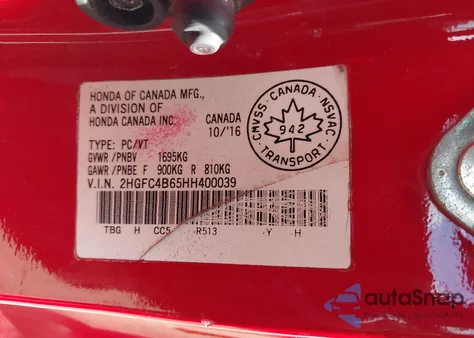 HONDA OF CANADA MFG.,
A DIVISION OF
HONDA CANADA INC.
CANADA
10/'16
TYPE: PC/VT
GVWR /PNBV 1695KG
GAWR /PNBE F 900KG R 810KG
V.I.N. 2HGFC4B65HH400039
TBG H CC5 -R513 -Y H
CMVSS CANADA NSVAC
942
TRANSPORT
autaSnap